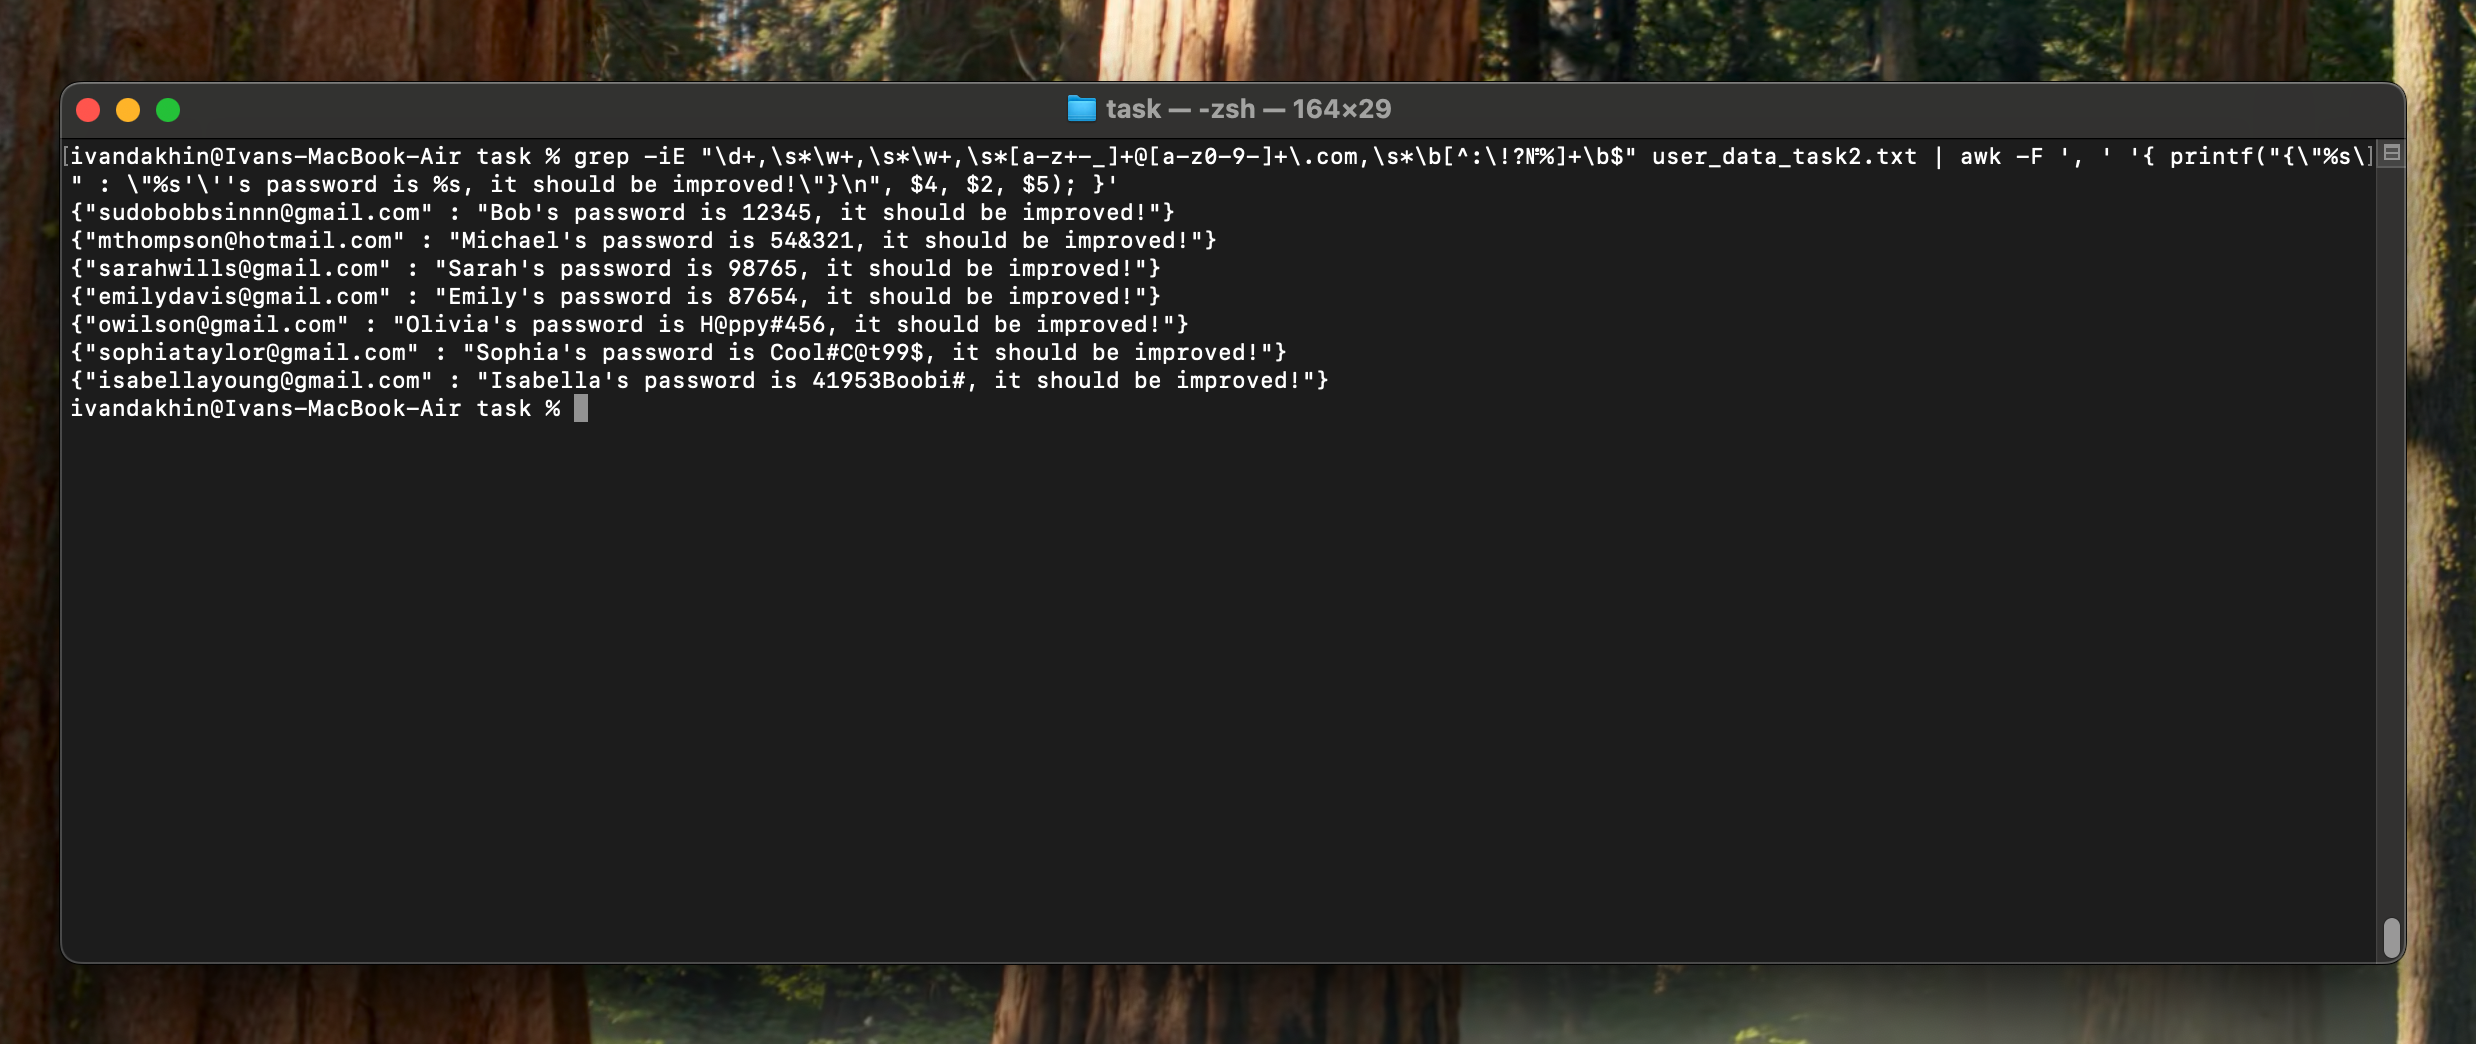 task — -zsh — 164×29
[ivandakhin@Ivans-MacBook-Air task % grep -iE "\d+,\s*\w+,\s*\w+,\s*[a-z+-_]+@[a-z0-9-]+\.com,\s*\b[^:\!?№%]+\b$" user_data_task2.txt | awk -F ', ' '{ printf("{\"%s\]
" : \"%s'\''s password is %s, it should be improved!\"}\n", $4, $2, $5); }'
{"sudobobbsinnn@gmail.com" : "Bob's password is 12345, it should be improved!"}
{"mthompson@hotmail.com" : "Michael's password is 54&321, it should be improved!"}
{"sarahwills@gmail.com" : "Sarah's password is 98765, it should be improved!"}
{"emilydavis@gmail.com" : "Emily's password is 87654, it should be improved!"}
{"owilson@gmail.com" : "Olivia's password is H@ppy#456, it should be improved!"}
{"sophiataylor@gmail.com" : "Sophia's password is Cool#C@t99$, it should be improved!"}
{"isabellayoung@gmail.com" : "Isabella's password is 41953Boobi#, it should be improved!"}
ivandakhin@Ivans-MacBook-Air task %